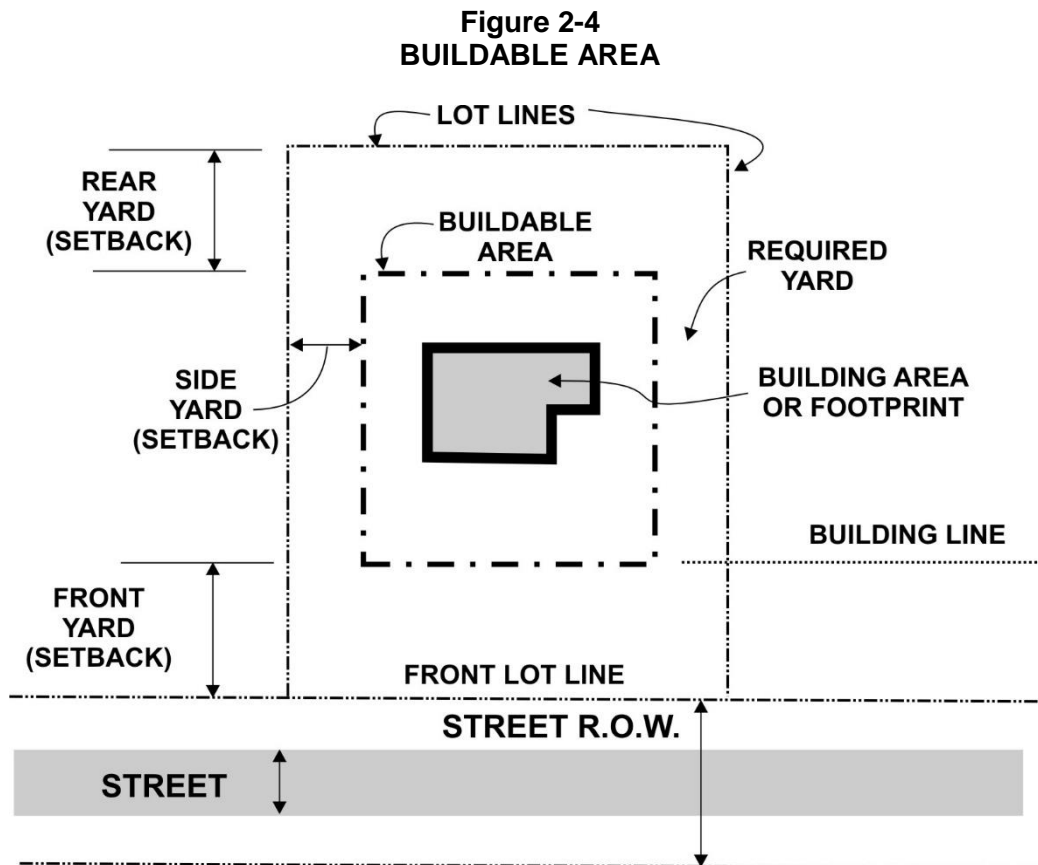 Figure 2-4
BUILDABLE AREA
LOT LINES
REAR
YARD
(SETBACK)
BUILDABLE
AREA
REQUIRED
YARD
SIDE
YARD
(SETBACK)
BUILDING AREA
OR FOOTPRINT
BUILDING LINE
FRONT
YARD
(SETBACK)
FRONT LOT LINE
STREET R.O.W.
STREET